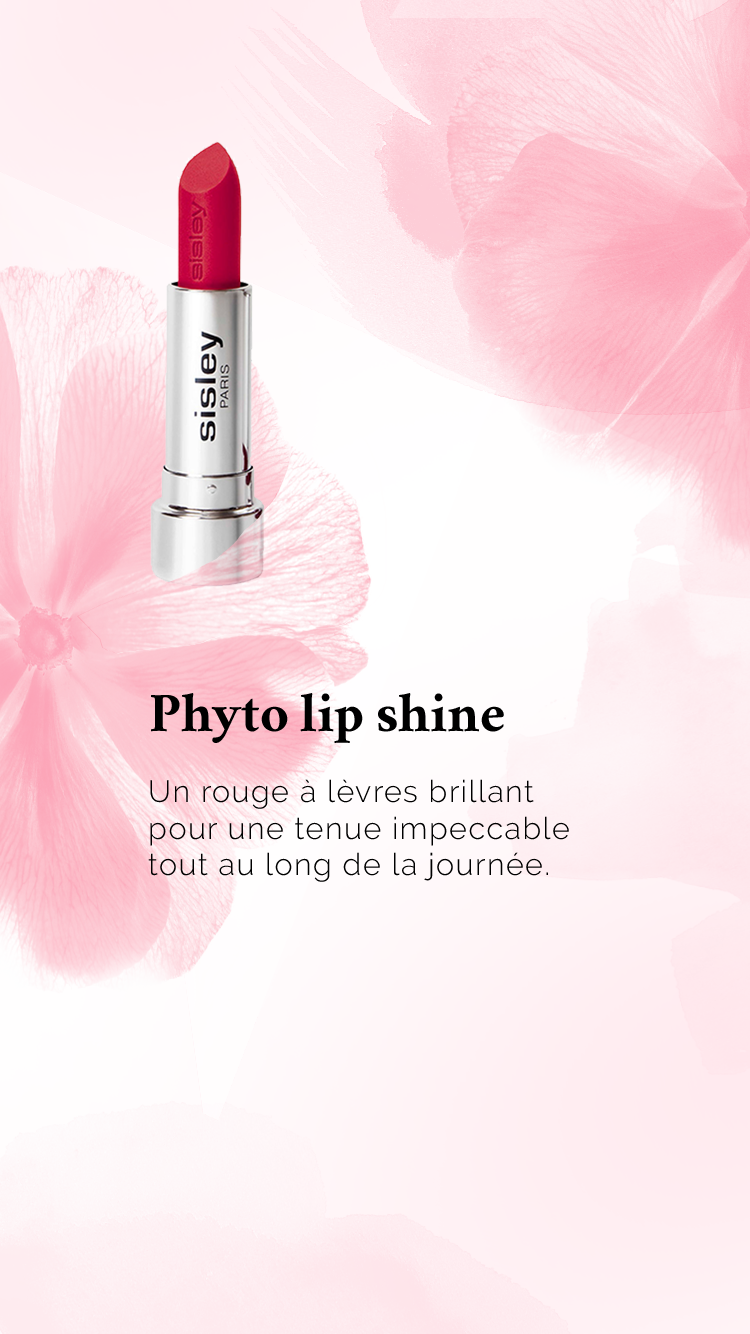 sisley
sisley
PARIS
Phyto lip shine
Un rouge à lèvres brillant
pour une tenue impeccable
tout au long de la journée.